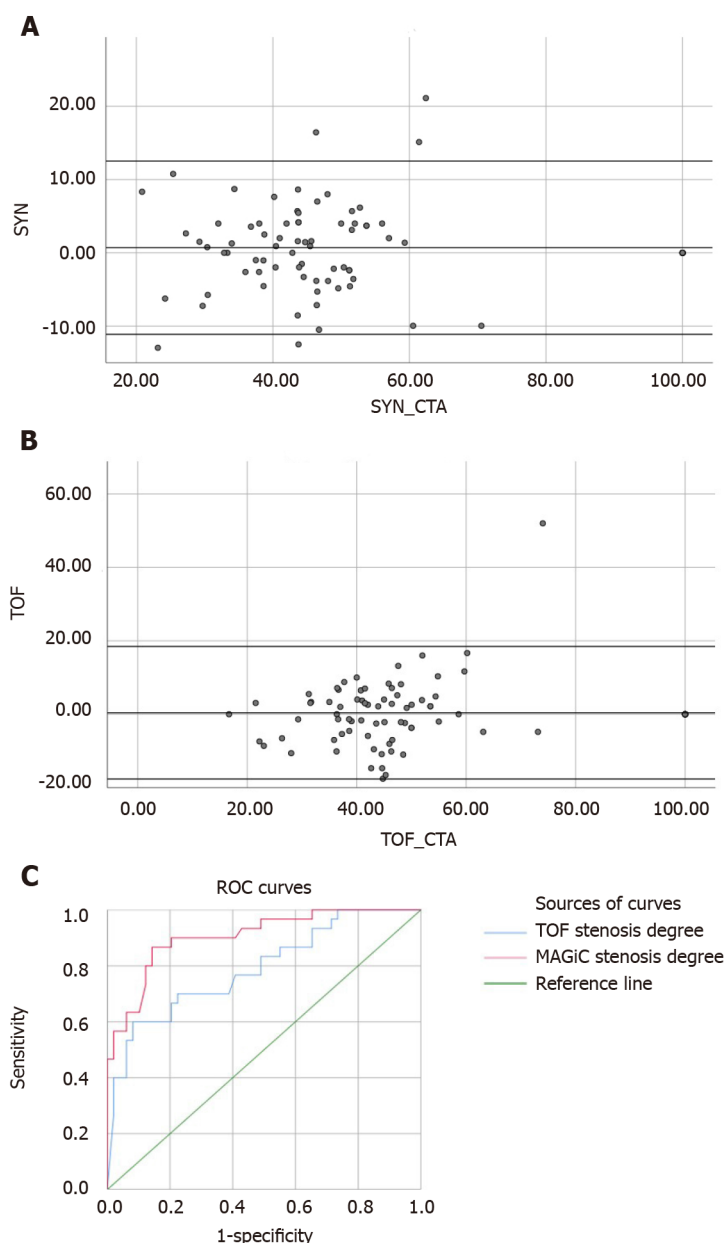 A
20.00
10.00
0.00
-10.00
SYN
20.00 40.00 60.00 80.00 100.00
SYN_CTA
B
60.00
40.00
20.00
0.00
-20.00
TOF
0.00 20.00 40.00 60.00 80.00 100.00
TOF_CTA
C
ROC curves
1.0
0.8
0.6
0.4
0.2
0.0
Sensitivity
0.0 0.2 0.4 0.6 0.8 1.0
1-specificity
Sources of curves
TOF stenosis degree
MAGiC stenosis degree
Reference line